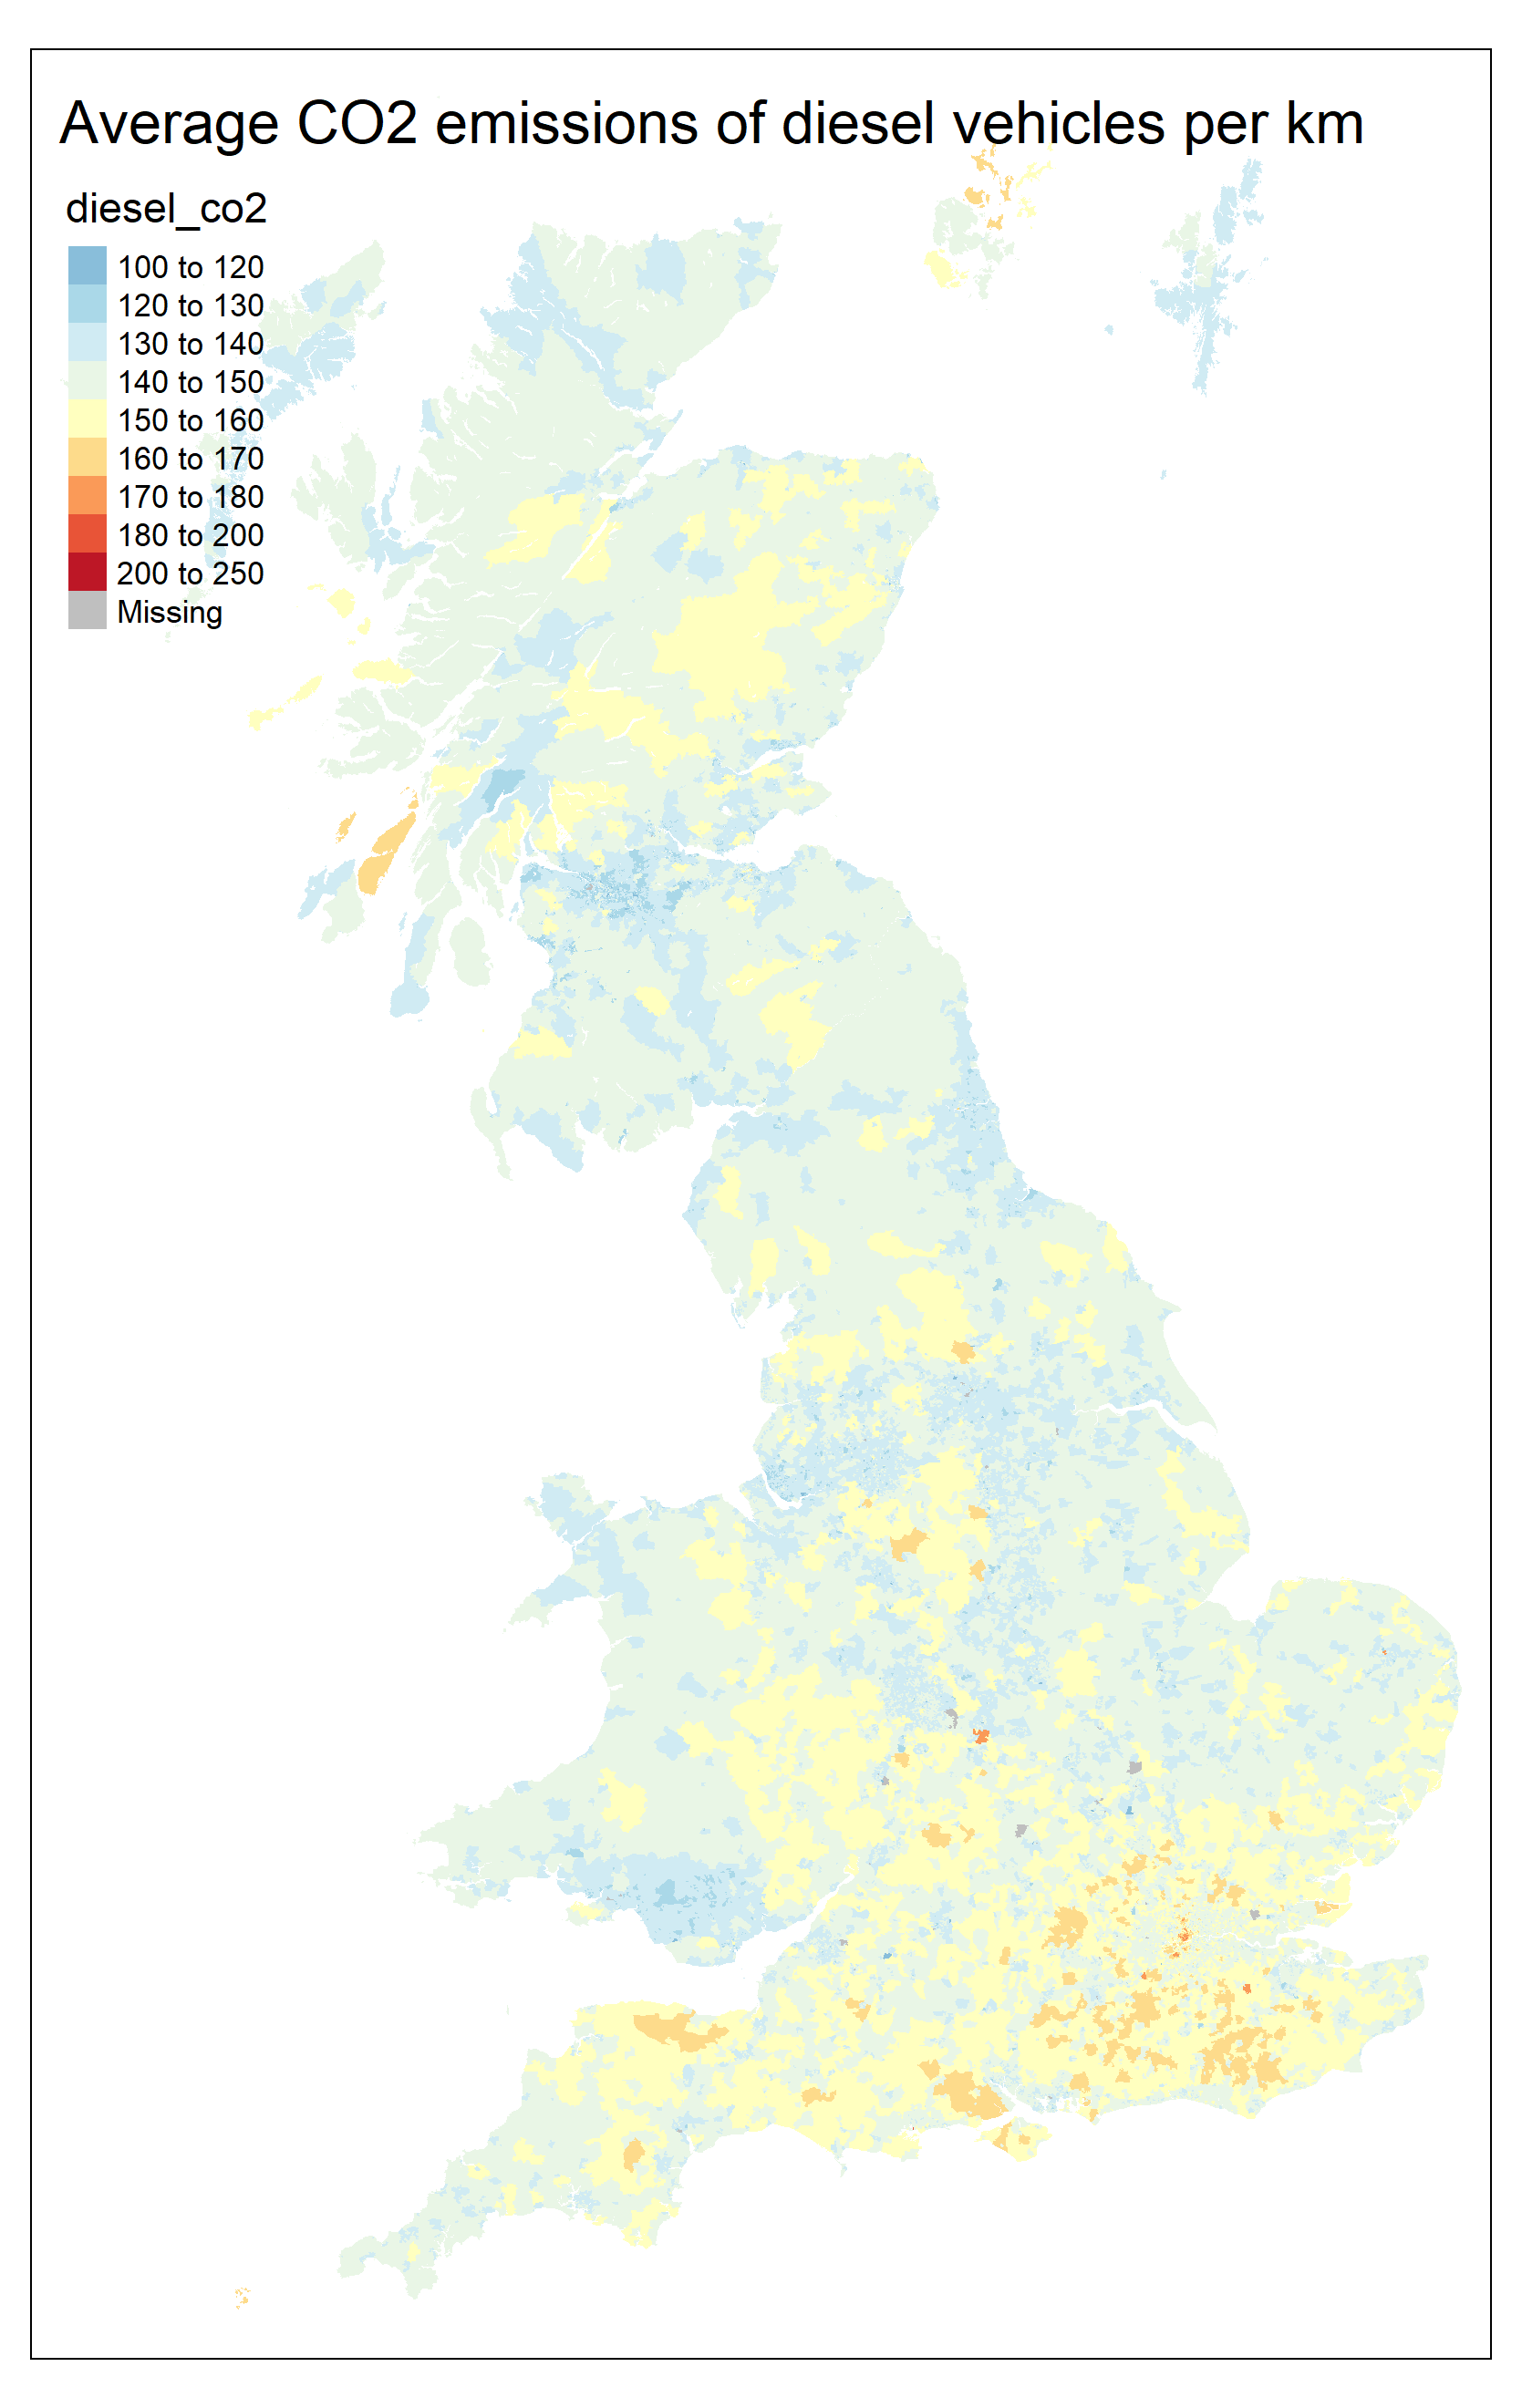 Average CO2 emissions of diesel vehicles per km
diesel_co2
100 to 120
120 to 130
130 to 140
140 to 150
150 to 160
160 to 170
170 to 180
180 to 200
200 to 250
Missing